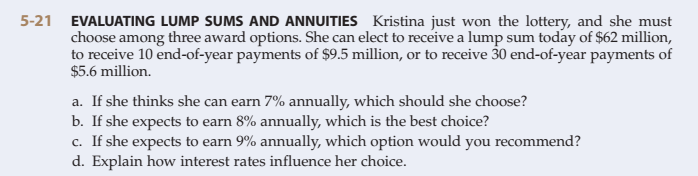 5-21 EVALUATING LUMP SUMS AND ANNUITIES Kristina just won the lottery, and she must
choose among three award options. She can elect to receive a lump sum today of $62 million,
to receive 10 end-of-year payments of $9.5 million, or to receive 30 end-of-year payments of
$5.6 million.
a. If she thinks she can earn 7% annually, which should she choose?
b. If she expects to earn 8% annually, which is the best choice?
c. If she expects to earn 9% annually, which option would you recommend?
d. Explain how interest rates influence her choice.